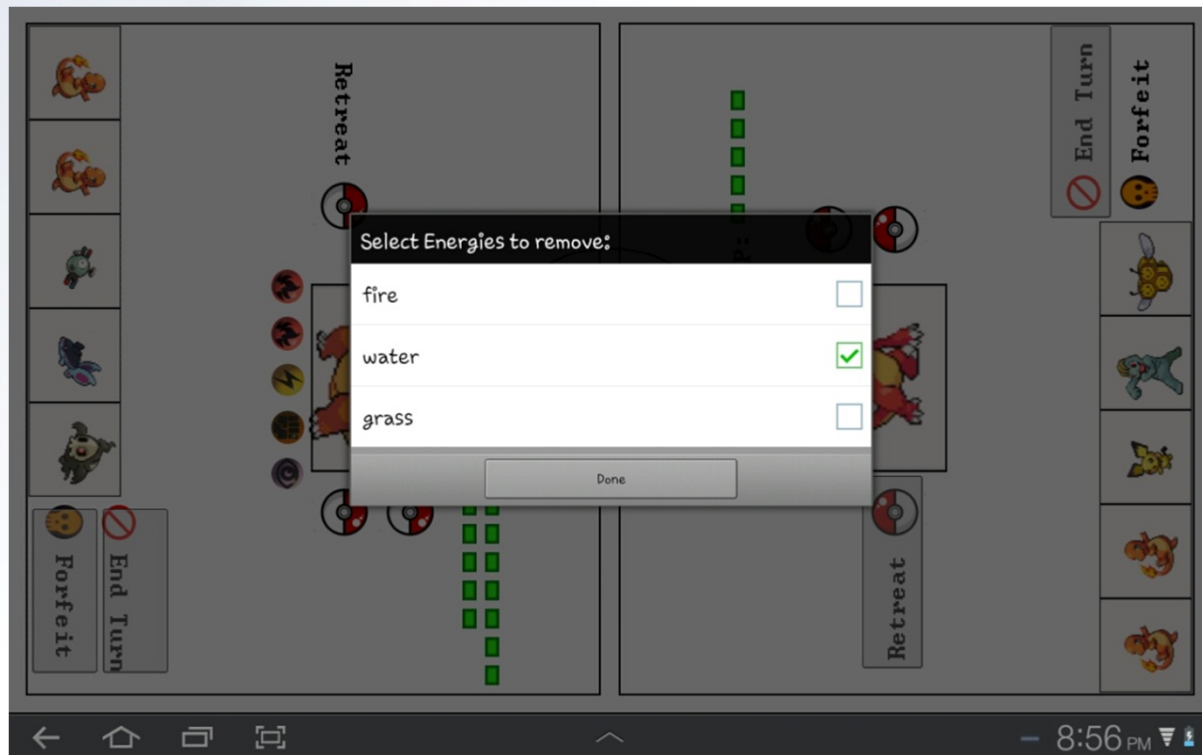 Retreat
End Turn
Forfeit
P:
Select Energies to remove:
fire
water
grass
Done
Forfeit
End Turn
Retreat
8:56 PM